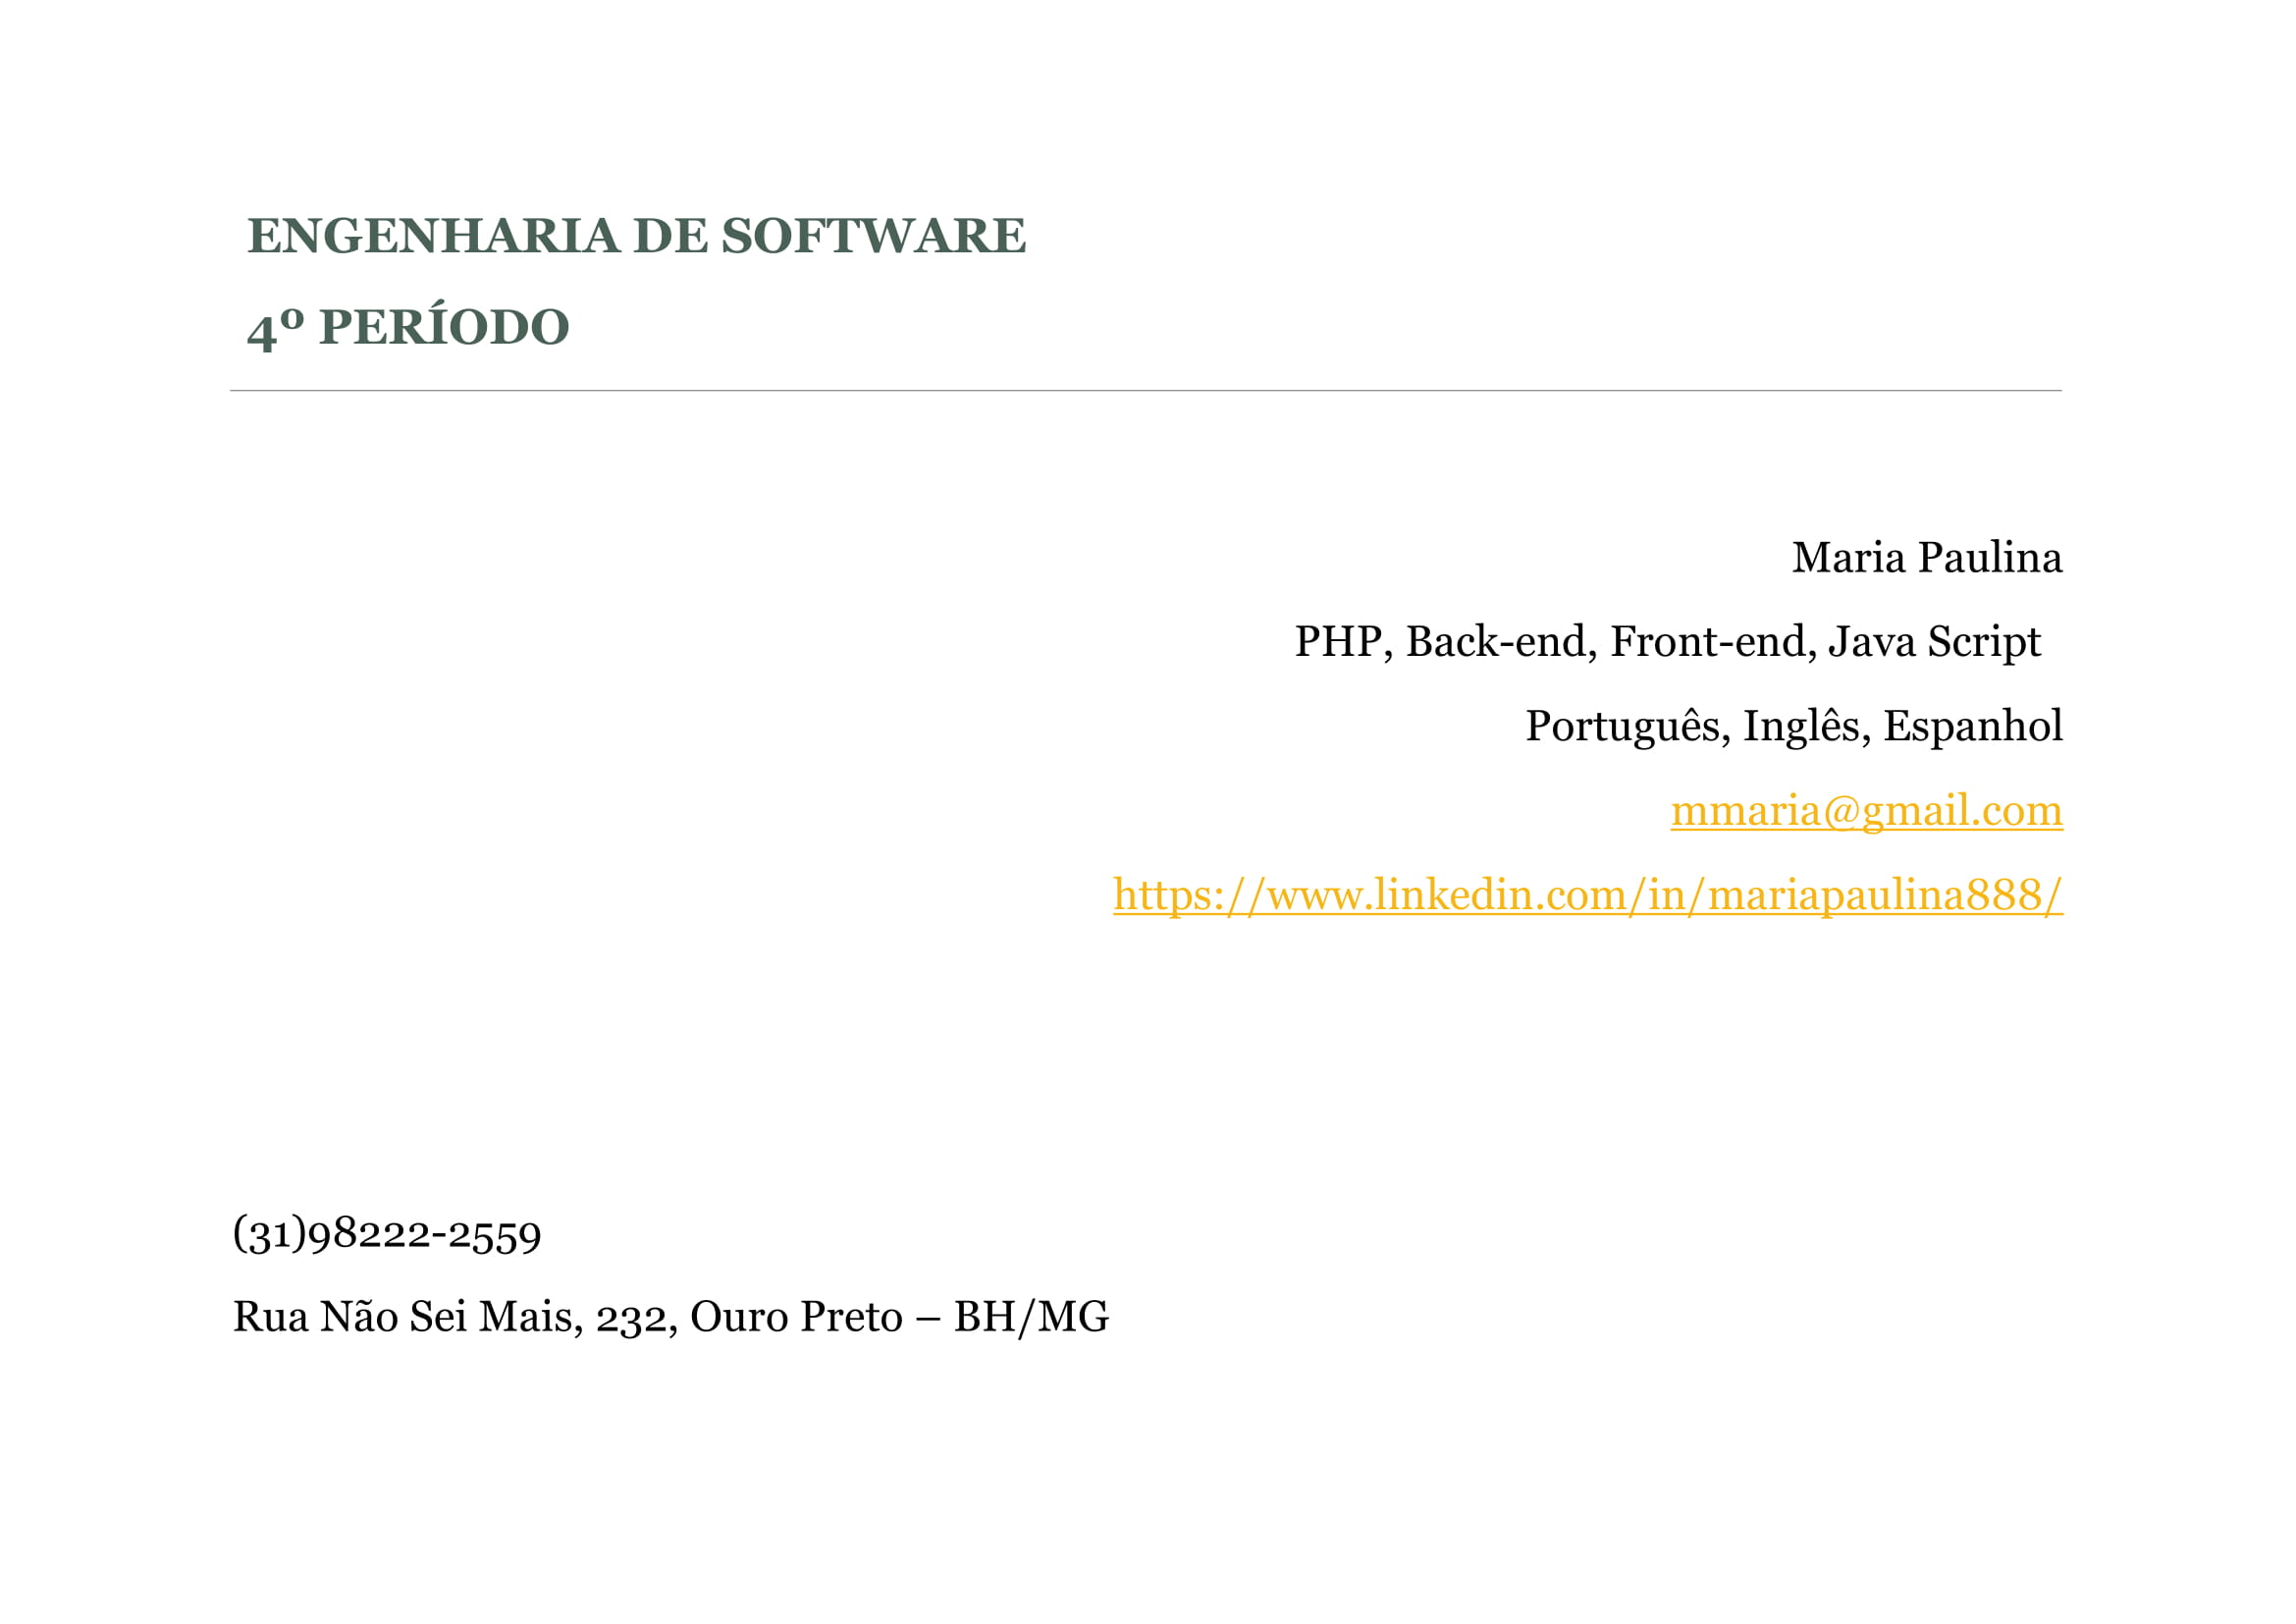 ENGENHARIA DE SOFTWARE
4º PERÍODO
Maria Paulina
PHP, Back-end, Front-end, Java Script
Português, Inglês, Espanhol
mmaria@gmail.com
https://www.linkedin.com/in/mariapaulina888/
(31)98222-2559
Rua Não Sei Mais, 232, Ouro Preto – BH/MG